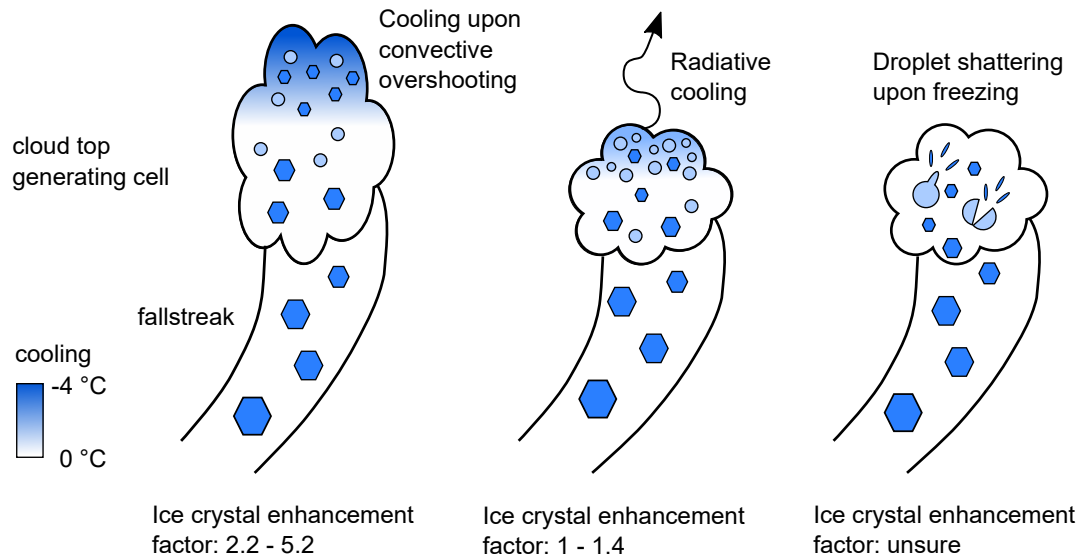 Cooling upon
convective
overshooting
Radiative
cooling
Droplet shattering
upon freezing
cloud top
generating cell
fallstreak
cooling
-4 °C
0 °C
Ice crystal enhancement
factor: 2.2 - 5.2
Ice crystal enhancement
factor: 1 - 1.4
Ice crystal enhancement
factor: unsure